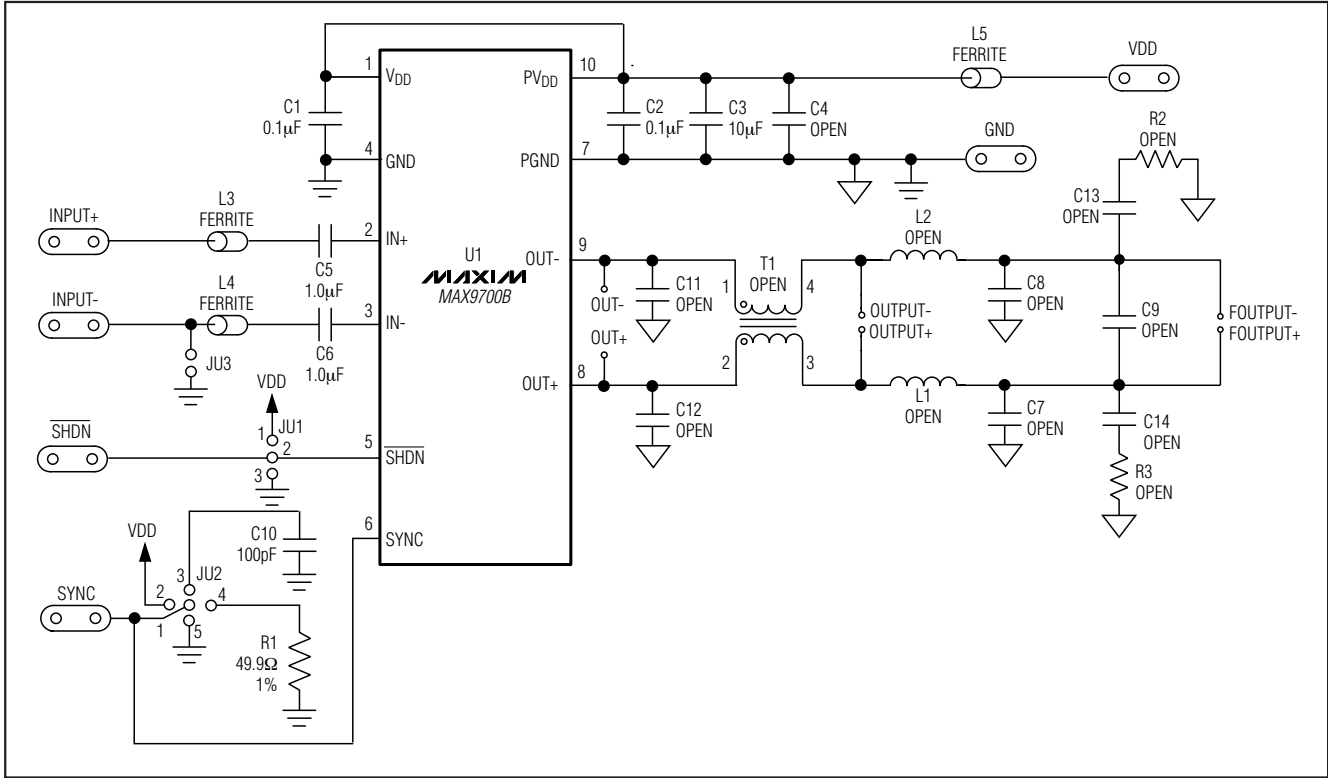 L5
FERRITE
VDD
1
VDD
PVDD
10
C1
0.1µF
C2
0.1µF
C3
10µF
C4
OPEN
R2
OPEN
GND
4
GND
PGND
7
C13
OPEN
INPUT+
L3
FERRITE
2
IN+
C5
1.0µF
U1
MAXIM
MAX9700B
OUT-
9
L2
OPEN
INPUT-
L4
FERRITE
3
IN-
C6
1.0µF
JU3
OUT-
OUT+
C11
OPEN
T1
OPEN
1
4
2
3
OUTPUT-
OUTPUT+
C8
OPEN
C9
OPEN
FOUTPUT-
FOUTPUT+
OUT+
8
C12
OPEN
L1
OPEN
C7
OPEN
C14
OPEN
R3
OPEN
VDD
SHDN
1
JU1
2
3
5
SHDN
6
SYNC
VDD
C10
100pF
SYNC
3
JU2
2
4
1
5
R1
49.9Ω
1%